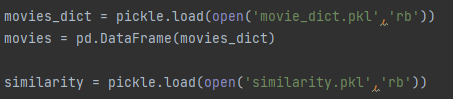 movies_dict = pickle.load(open('movie_dict.pkl','rb'))
movies = pd.DataFrame(movies_dict)
similarity = pickle.load(open('similarity.pkl','rb'))